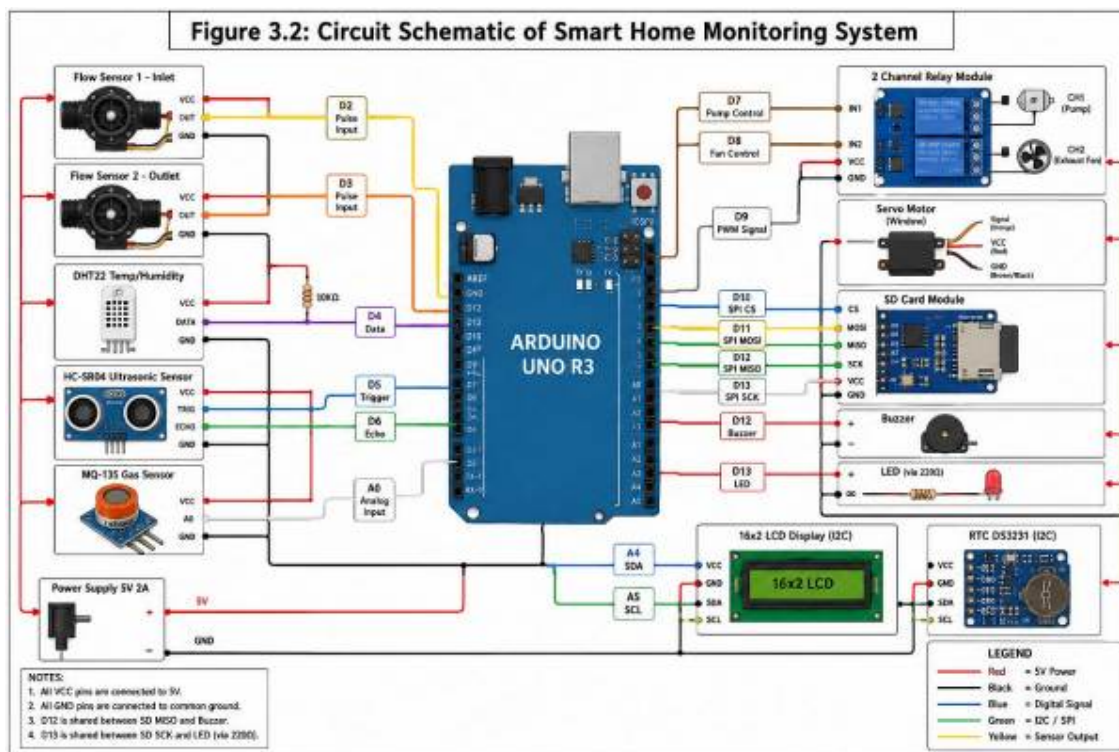 Figure 3.2: Circuit Schematic of Smart Home Monitoring System
Flow Sensor 1 - Inlet
VCC
OUT
GND
D2
Pulse
Input
Flow Sensor 2 - Outlet
VCC
OUT
GND
D3
Pulse
Input
DHT22 Temp/Humidity
VCC
DATA
GND
10KΩ
D4
Data
HC-SR04 Ultrasonic Sensor
VCC
TRIG
ECHO
GND
D5
Trigger
D6
Echo
MQ-135 Gas Sensor
VCC
A0
GND
A0
Analog
Input
Power Supply 5V 2A
+
5V
GND
-
ARDUINO
UNO R3
D7
Pump Control
D8
Fan Control
D9
PWM Signal
2 Channel Relay Module
IN1
IN2
VCC
GND
CH1
(Pump)
CH2
(Exhaust Fan)
Servo Motor
(Window)
Signal
VCC
(Red)
GND
(Brown/Black)
D10
SPI CS
D11
SPI MOSI
D12
SPI MISO
D13
SPI SCK
SD Card Module
CS
MOSI
MISO
SCK
VCC
GND
D12
Buzzer
Buzzer
+
-
D13
LED
LED (via 220Ω)
+
A4
SDA
A5
SCL
16x2 LCD Display (I2C)
VCC
GND
SDA
SCL
16x2 LCD
RTC DS3231 (I2C)
VCC
GND
SDA
SCL
LEGEND
Red = 5V Power
Black = Ground
Blue = Digital Signal
Green = I2C / SPI
Yellow = Sensor Output
NOTES:
1. All VCC pins are connected to 5V.
2. All GND pins are connected to common ground.
3. D12 is shared between SD MISO and Buzzer.
4. D13 is shared between SD SCK and LED (via 220Ω).